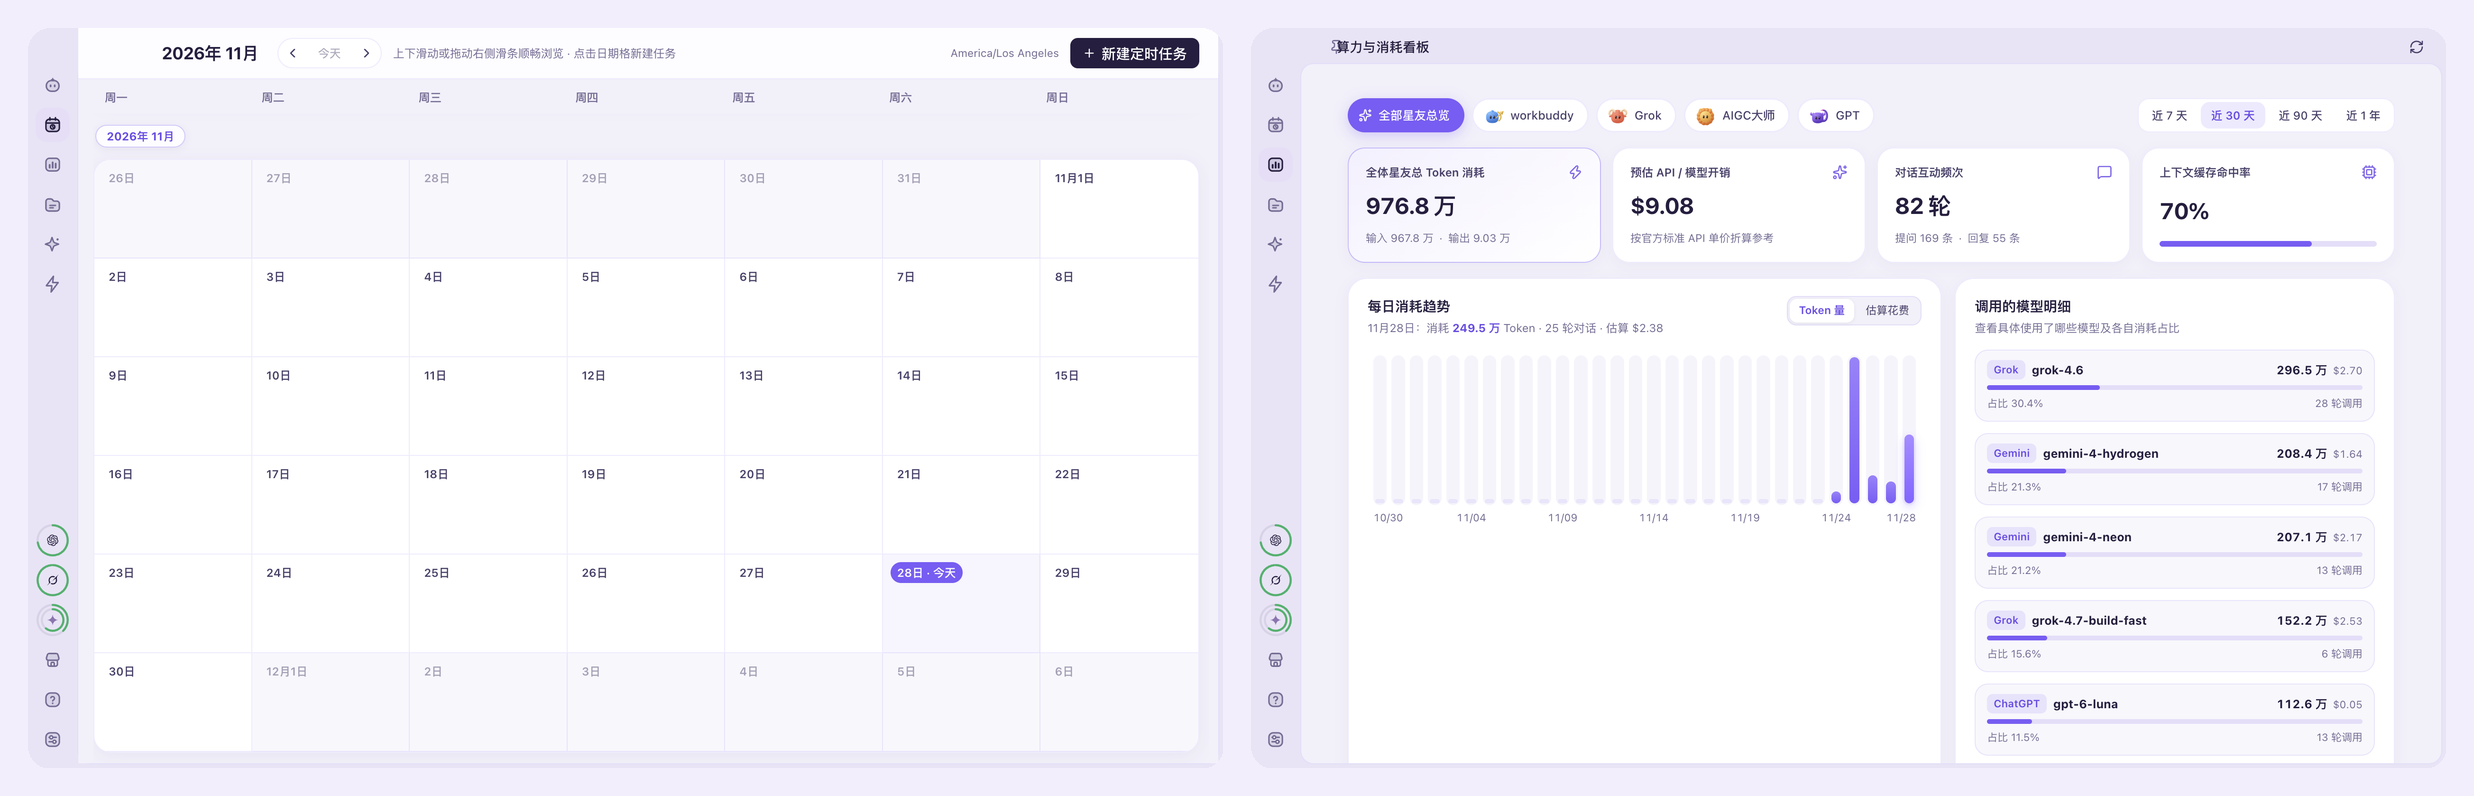 2026年 11月
今天
上下滑动或拖动右侧滑条顺畅浏览 · 点击日期格新建任务
America/Los Angeles
+ 新建定时任务
周一 周二 周三 周四 周五 周六 周日
2026年 11月
26日 27日 28日 29日 30日 31日 11月1日
2日 3日 4日 5日 6日 7日 8日
9日 10日 11日 12日 13日 14日 15日
16日 17日 18日 19日 20日 21日 22日
23日 24日 25日 26日 27日 28日 · 今天 29日
30日 12月1日 2日 3日 4日 5日 6日
算力与消耗看板
全部星友总览 workbuddy Grok AIGC大师 GPT
近 7 天 近 30 天 近 90 天 近 1 年
全体星友总 Token 消耗
976.8 万
输入 967.8 万 · 输出 9.03 万
预估 API / 模型开销
$9.08
按官方标准 API 单价折算参考
对话互动频次
82 轮
提问 169 条 · 回复 55 条
上下文缓存命中率
70%
每日消耗趋势
11月28日：消耗 249.5 万 Token · 25 轮对话 · 估算 $2.38
Token 量 估算花费
10/30 11/04 11/09 11/14 11/19 11/24 11/28
调用的模型明细
查看具体使用了哪些模型及各自消耗占比
Grok grok-4.6 296.5 万 $2.70
占比 30.4% 28 轮调用
Gemini gemini-4-hydrogen 208.4 万 $1.64
占比 21.3% 17 轮调用
Gemini gemini-4-neon 207.1 万 $2.17
占比 21.2% 13 轮调用
Grok grok-4.7-build-fast 152.2 万 $2.53
占比 15.6% 6 轮调用
ChatGPT gpt-6-luna 112.6 万 $0.05
占比 11.5% 13 轮调用